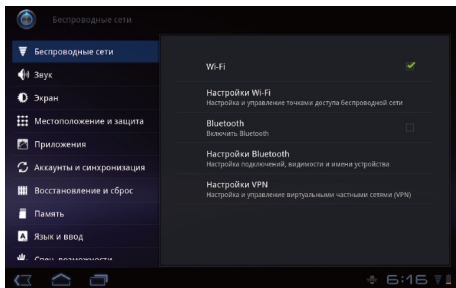 Беспроводные сети
Беспроводные сети
Звук
Экран
Местоположение и защита
Приложения
Аккаунты и синхронизация
Восстановление и сброс
Память
Язык и ввод
Спец. возможности
Wi-Fi
Настройки Wi-Fi
Настройка и управление точками доступа беспроводной сети
Bluetooth
Включить Bluetooth
Настройки Bluetooth
Настройка подключений, видимости и имени устройства
Настройки VPN
Настройка и управление виртуальными частными сетями (VPN)
6:16